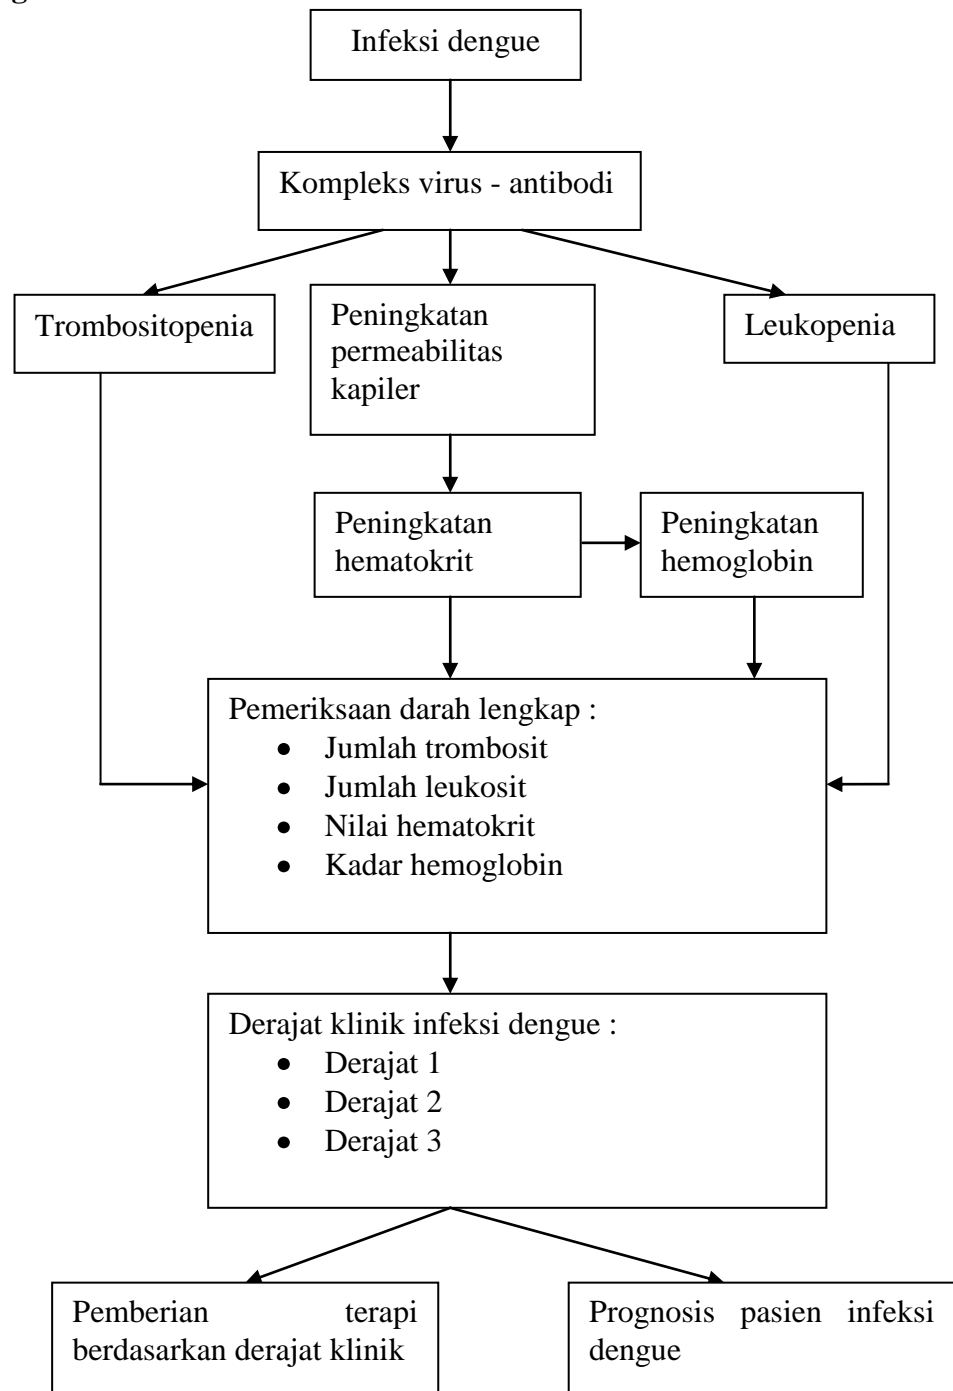 Infeksi dengue
Kompleks virus - antibodi
Trombositopenia
Peningkatan
permeabilitas
kapiler
Leukopenia
Peningkatan
hematokrit
Peningkatan
hemoglobin
Pemeriksaan darah lengkap :
• Jumlah trombosit
• Jumlah leukosit
• Nilai hematokrit
• Kadar hemoglobin
Derajat klinik infeksi dengue :
• Derajat 1
• Derajat 2
• Derajat 3
Pemberian terapi
berdasarkan derajat klinik
Prognosis pasien infeksi
dengue